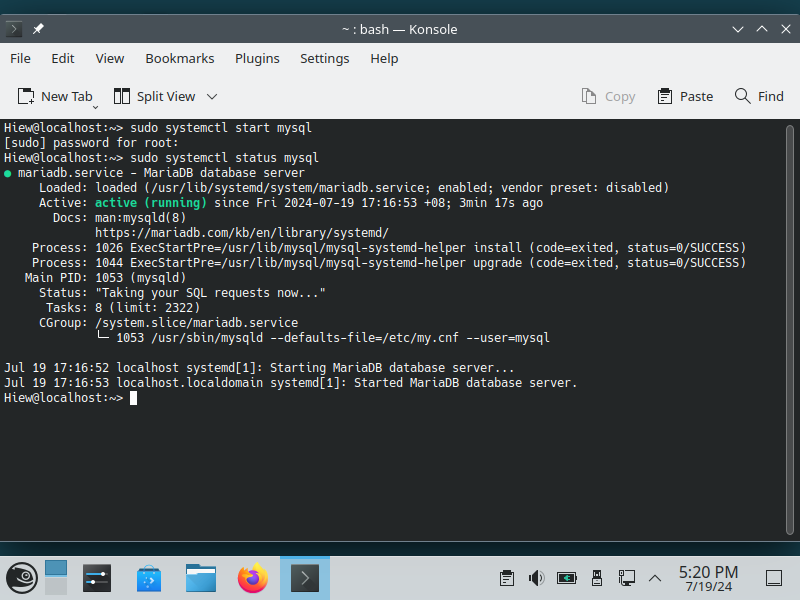 ~ : bash — Konsole
File Edit View Bookmarks Plugins Settings Help
New Tab Split View Copy Paste Find
Hiew@localhost:~> sudo systemctl start mysql
[sudo] password for root:
Hiew@localhost:~> sudo systemctl status mysql
● mariadb.service - MariaDB database server
Loaded: loaded (/usr/lib/systemd/system/mariadb.service; enabled; vendor preset: disabled)
Active: active (running) since Fri 2024-07-19 17:16:53 +08; 3min 17s ago
Docs: man:mysqld(8)
https://mariadb.com/kb/en/library/systemd/
Process: 1026 ExecStartPre=/usr/lib/mysql/mysql-systemd-helper install (code=exited, status=0/SUCCESS)
Process: 1044 ExecStartPre=/usr/lib/mysql/mysql-systemd-helper upgrade (code=exited, status=0/SUCCESS)
Main PID: 1053 (mysqld)
Status: "Taking your SQL requests now..."
Tasks: 8 (limit: 2322)
CGroup: /system.slice/mariadb.service
└─ 1053 /usr/sbin/mysqld --defaults-file=/etc/my.cnf --user=mysql
Jul 19 17:16:52 localhost systemd[1]: Starting MariaDB database server...
Jul 19 17:16:53 localhost.localdomain systemd[1]: Started MariaDB database server.
Hiew@localhost:~>
5:20 PM
7/19/24